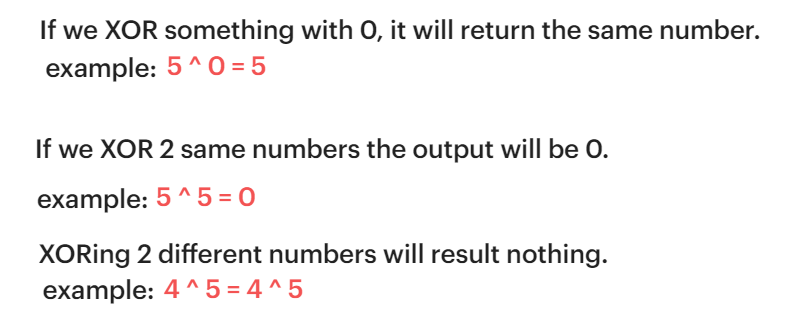 If we XOR something with 0, it will return the same number.
example: 5 ^ 0 = 5
If we XOR 2 same numbers the output will be 0.
example: 5 ^ 5 = 0
XORing 2 different numbers will result nothing.
example: 4 ^ 5 = 4 ^ 5